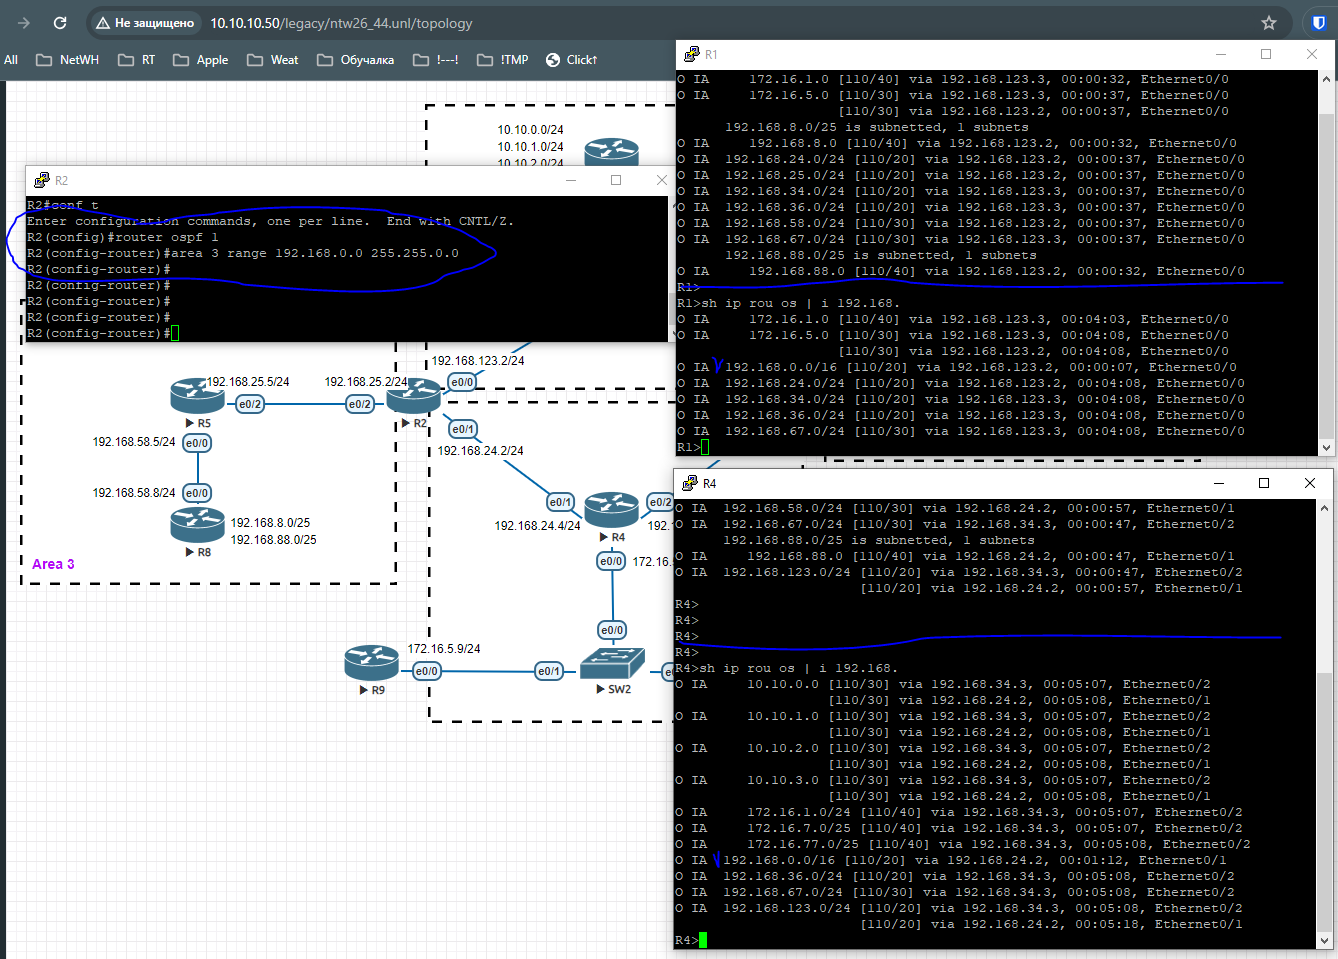 Не защищено
10.10.10.50/legacy/ntw26_44.unl/topology
All
NetWH
RT
Apple
Weat
Обучалка
!---!
!TMP
Click↑
10.10.0.0/24
10.10.1.0/24
10.10.2.0/24
R2
R2#conf t
Enter configuration commands, one per line.  End with CNTL/Z.
R2(config)#router ospf 1
R2(config-router)#area 3 range 192.168.0.0 255.255.0.0
R2(config-router)#
R2(config-router)#
R2(config-router)#
R2(config-router)#
R2(config-router)#
R1
O IA     172.16.1.0 [110/40] via 192.168.123.3, 00:00:32, Ethernet0/0
O IA     172.16.5.0 [110/30] via 192.168.123.3, 00:00:37, Ethernet0/0
[110/30] via 192.168.123.2, 00:00:37, Ethernet0/0
192.168.8.0/25 is subnetted, 1 subnets
O IA     192.168.8.0 [110/40] via 192.168.123.2, 00:00:32, Ethernet0/0
O IA  192.168.24.0/24 [110/20] via 192.168.123.2, 00:00:37, Ethernet0/0
O IA  192.168.25.0/24 [110/20] via 192.168.123.2, 00:00:37, Ethernet0/0
O IA  192.168.34.0/24 [110/20] via 192.168.123.3, 00:00:37, Ethernet0/0
O IA  192.168.36.0/24 [110/20] via 192.168.123.3, 00:00:37, Ethernet0/0
O IA  192.168.58.0/24 [110/30] via 192.168.123.2, 00:00:37, Ethernet0/0
O IA  192.168.67.0/24 [110/30] via 192.168.123.3, 00:00:37, Ethernet0/0
192.168.88.0/25 is subnetted, 1 subnets
O IA     192.168.88.0 [110/40] via 192.168.123.2, 00:00:32, Ethernet0/0
R1>
R1>sh ip rou os | i 192.168.
O IA     172.16.1.0 [110/40] via 192.168.123.3, 00:04:03, Ethernet0/0
O IA     172.16.5.0 [110/30] via 192.168.123.3, 00:04:08, Ethernet0/0
[110/30] via 192.168.123.2, 00:04:08, Ethernet0/0
O IA  192.168.0.0/16 [110/20] via 192.168.123.2, 00:00:07, Ethernet0/0
O IA  192.168.24.0/24 [110/20] via 192.168.123.2, 00:04:08, Ethernet0/0
O IA  192.168.34.0/24 [110/20] via 192.168.123.3, 00:04:08, Ethernet0/0
O IA  192.168.36.0/24 [110/20] via 192.168.123.3, 00:04:08, Ethernet0/0
O IA  192.168.67.0/24 [110/30] via 192.168.123.3, 00:04:08, Ethernet0/0
R1>
192.168.123.2/24
e0/0
192.168.25.5/24
192.168.25.2/24
e0/2
e0/2
R5
R2
192.168.58.5/24
e0/0
e0/1
192.168.24.2/24
192.168.58.8/24
e0/0
e0/1
e0/2
192.168.24.4/24
192.
R4
192.168.8.0/25
192.168.88.0/25
R8
Area 3
e0/0
172.16.
e0/0
172.16.5.9/24
e0/0
e0/1
e0
R9
SW2
R4
O IA  192.168.58.0/24 [110/30] via 192.168.24.2, 00:00:57, Ethernet0/1
O IA  192.168.67.0/24 [110/30] via 192.168.34.3, 00:00:47, Ethernet0/2
192.168.88.0/25 is subnetted, 1 subnets
O IA     192.168.88.0 [110/40] via 192.168.24.2, 00:00:47, Ethernet0/1
O IA  192.168.123.0/24 [110/20] via 192.168.34.3, 00:00:47, Ethernet0/2
[110/20] via 192.168.24.2, 00:00:57, Ethernet0/1
R4>
R4>
R4>
R4>
R4>sh ip rou os | i 192.168.
O IA     10.10.0.0 [110/30] via 192.168.34.3, 00:05:07, Ethernet0/2
[110/30] via 192.168.24.2, 00:05:08, Ethernet0/1
O IA     10.10.1.0 [110/30] via 192.168.34.3, 00:05:07, Ethernet0/2
[110/30] via 192.168.24.2, 00:05:08, Ethernet0/1
O IA     10.10.2.0 [110/30] via 192.168.34.3, 00:05:07, Ethernet0/2
[110/30] via 192.168.24.2, 00:05:08, Ethernet0/1
O IA     10.10.3.0 [110/30] via 192.168.34.3, 00:05:07, Ethernet0/2
[110/30] via 192.168.24.2, 00:05:08, Ethernet0/1
O IA     172.16.1.0/24 [110/40] via 192.168.34.3, 00:05:07, Ethernet0/2
O IA     172.16.7.0/25 [110/40] via 192.168.34.3, 00:05:07, Ethernet0/2
O IA     172.16.77.0/25 [110/40] via 192.168.34.3, 00:05:08, Ethernet0/2
O IA  192.168.0.0/16 [110/20] via 192.168.24.2, 00:01:12, Ethernet0/1
O IA  192.168.36.0/24 [110/20] via 192.168.34.3, 00:05:08, Ethernet0/2
O IA  192.168.67.0/24 [110/30] via 192.168.34.3, 00:05:08, Ethernet0/2
O IA  192.168.123.0/24 [110/20] via 192.168.34.3, 00:05:08, Ethernet0/2
[110/20] via 192.168.24.2, 00:05:18, Ethernet0/1
R4>